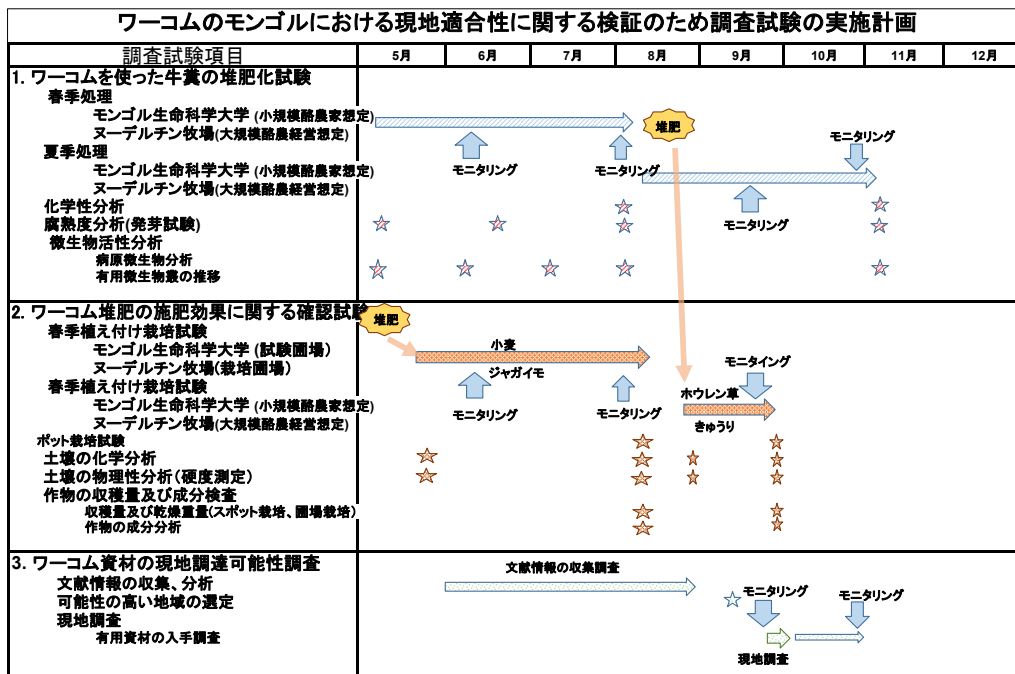 ワーコムのモンゴルにおける現地適合性に関する検証のため調査試験の実施計画
調査試験項目 5月 6月 7月 8月 9月 10月 11月 12月
1. ワーコムを使った牛糞の堆肥化試験
春季処理
モンゴル生命科学大学 (小規模酪農家想定)
ヌーデルチン牧場(大規模酪農経営想定)
堆肥
モニタリング モニタリング モニタリング
夏季処理
モンゴル生命科学大学 (小規模酪農家想定)
ヌーデルチン牧場(大規模酪農経営想定)
モニタリング
化学性分析
腐熟度分析(発芽試験)
微生物活性分析
病原微生物分析
有用微生物叢の推移
2. ワーコム堆肥の施肥効果に関する確認試験
堆肥
春季植え付け栽培試験
モンゴル生命科学大学 (試験圃場)
ヌーデルチン牧場(栽培圃場)
小麦
ジャガイモ
モニタイング
春季植え付け栽培試験
モンゴル生命科学大学 (小規模酪農家想定)
ヌーデルチン牧場(大規模酪農経営想定)
モニタリング モニタリング
ホウレン草
きゅうり
ポット栽培試験
土壌の化学分析
土壌の物理性分析(硬度測定)
作物の収穫量及び成分検査
収穫量及び乾燥重量(スポット栽培、圃場栽培)
作物の成分分析
3. ワーコム資材の現地調達可能性調査
文献情報の収集、分析
文献情報の収集調査
可能性の高い地域の選定
モニタリング モニタリング
現地調査
有用資材の入手調査
現地調査